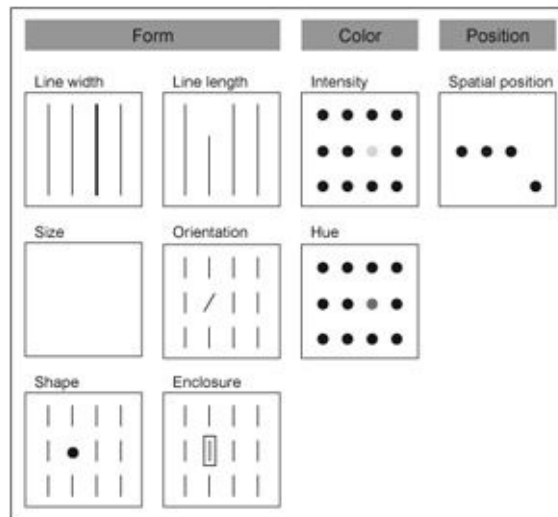 Form Color Position
Line width Line length Intensity Spatial position
Size Orientation Hue
Shape Enclosure